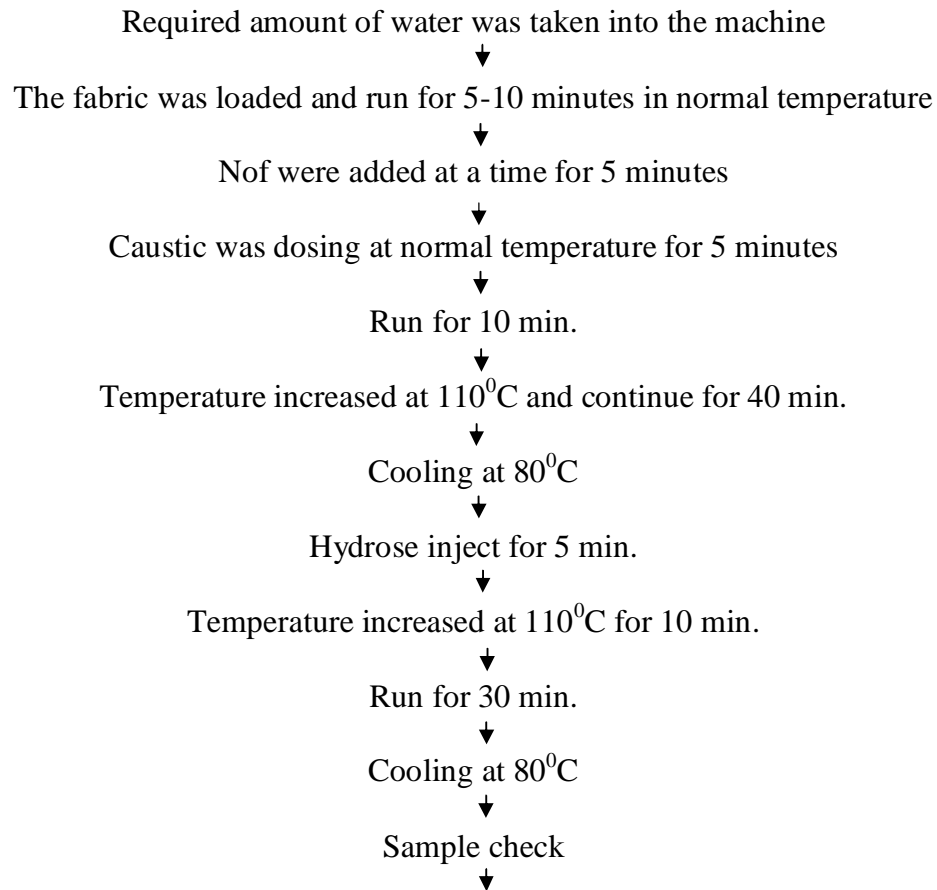 Required amount of water was taken into the machine
The fabric was loaded and run for 5-10 minutes in normal temperature
Nof were added at a time for 5 minutes
Caustic was dosing at normal temperature for 5 minutes
Run for 10 min.
Temperature increased at 110⁰C and continue for 40 min.
Cooling at 80⁰C
Hydrose inject for 5 min.
Temperature increased at 110⁰C for 10 min.
Run for 30 min.
Cooling at 80⁰C
Sample check